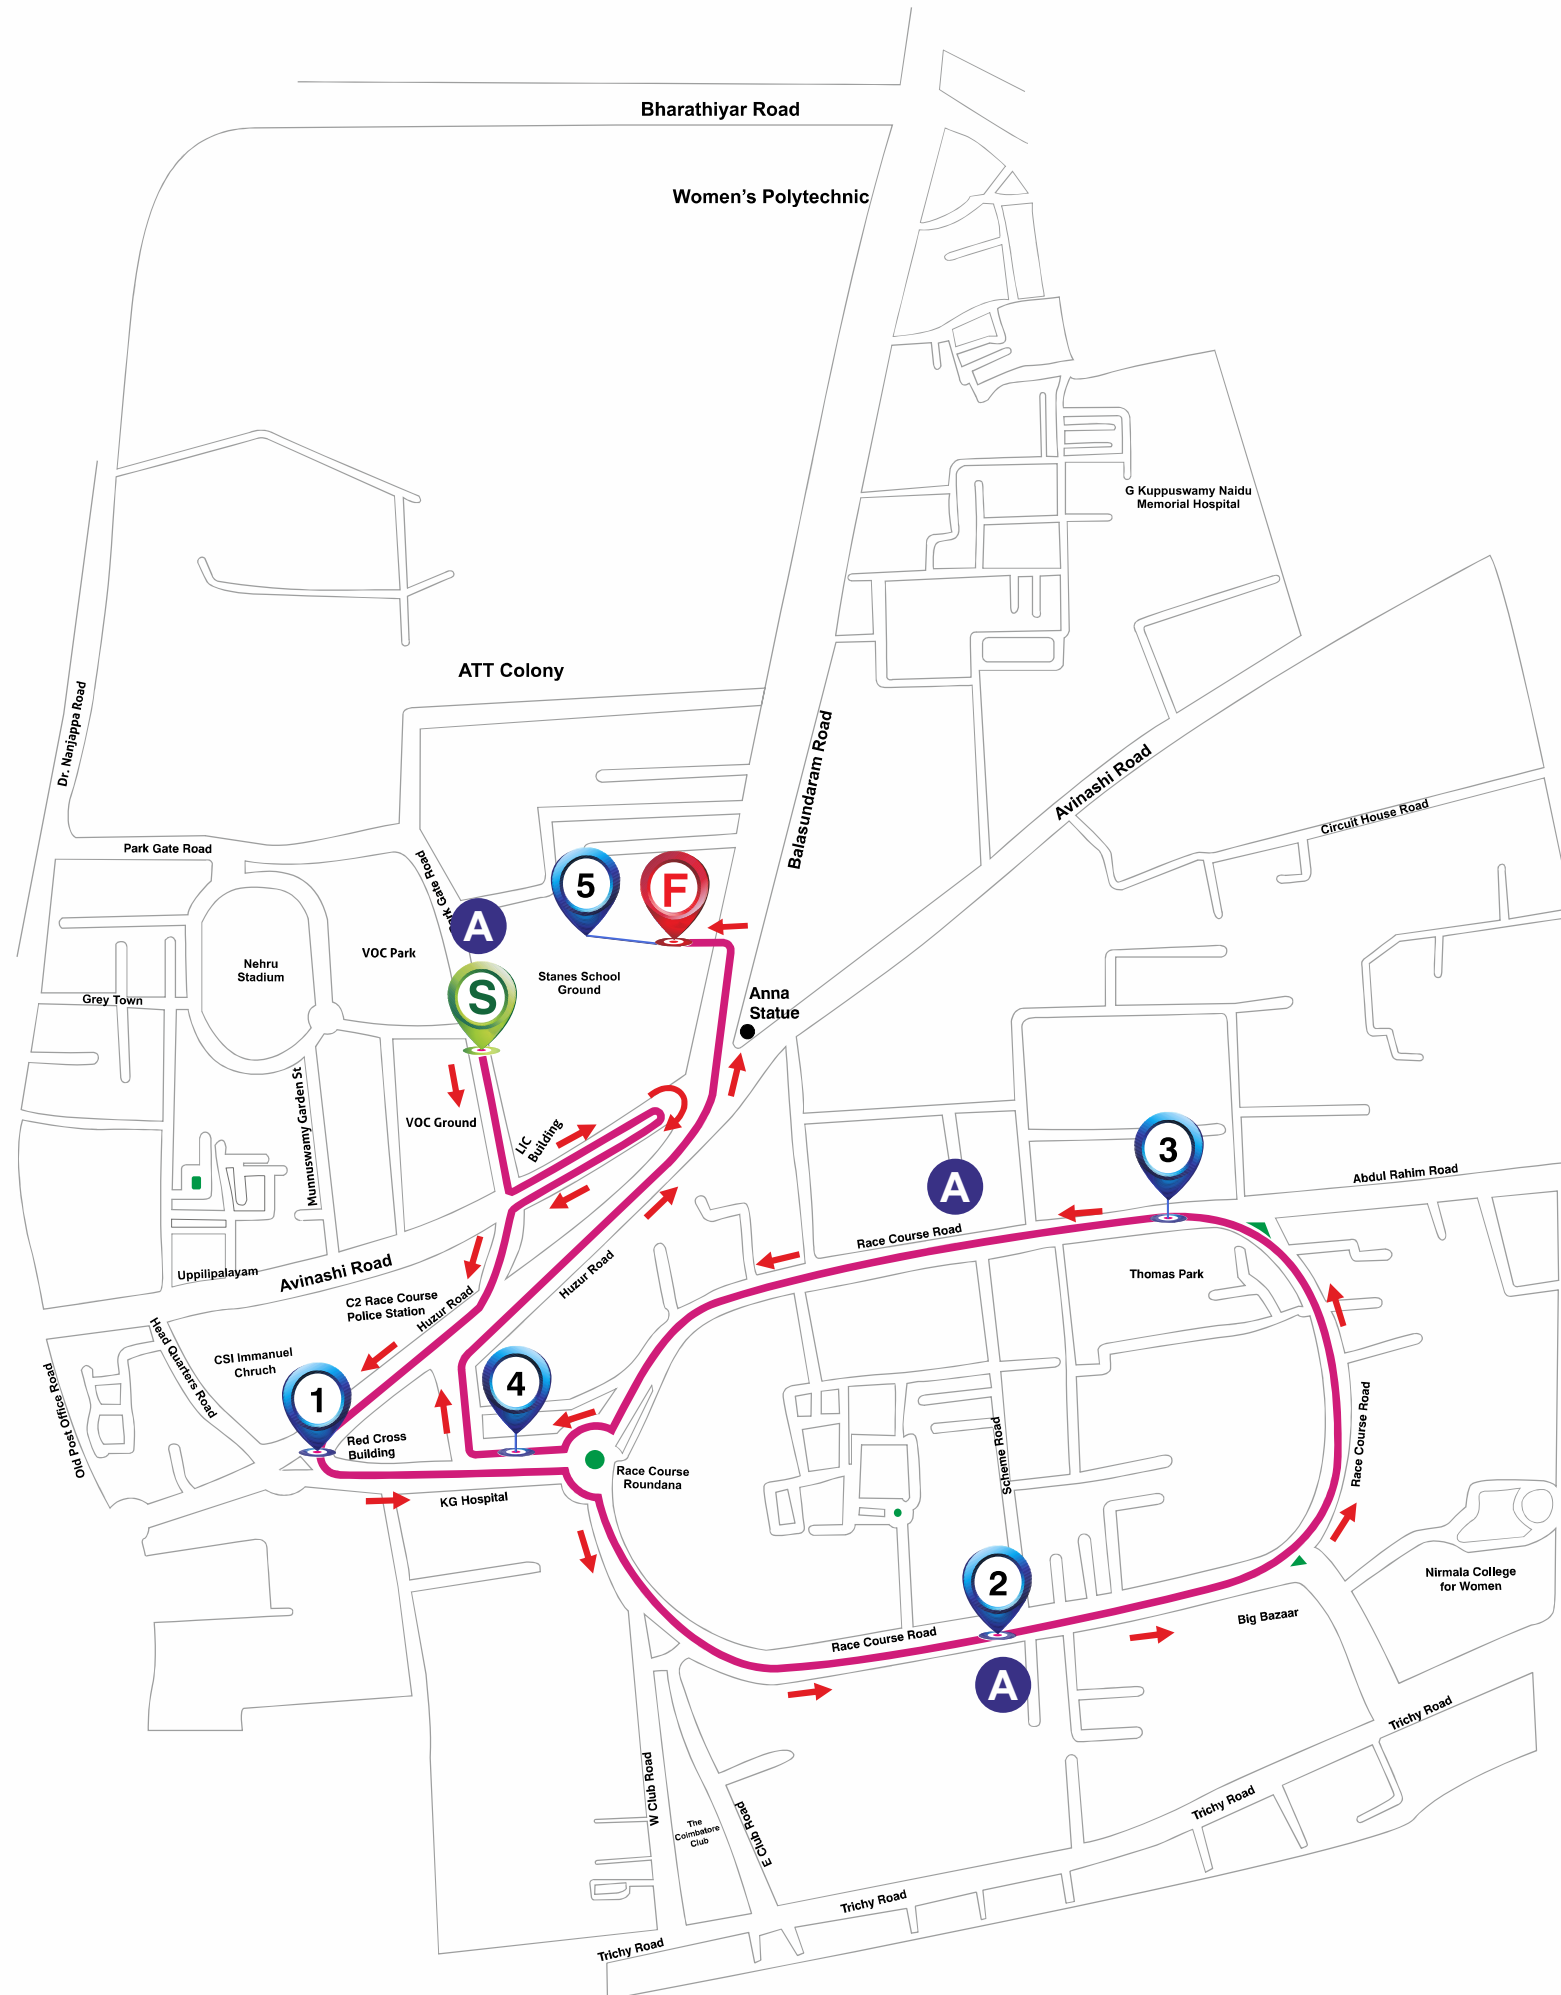 Bharathiyar Road
Women's Polytechnic
G Kuppuswamy Naidu
Memorial Hospital
ATT Colony
Dr. Nanjappa Road
Balasundaram Road
Avinashi Road
Circuit House Road
Park Gate Road
Park Gate Road
5
F
A
VOC Park
Nehru
Stadium
Stanes School
Ground
S
Grey Town
Anna
Statue
Munnuswamy Garden St
VOC Ground
LIC
Building
3
A
Abdul Rahim Road
Race Course Road
Uppilipalayam
Avinashi Road
Huzur Road
Thomas Park
C2 Race Course
Police Station
Huzur Road
Head Quarters Road
CSI Immanuel
Chruch
Old Post Office Road
1
4
Red Cross
Building
Race Course
Roundana
KG Hospital
Scheme Road
Race Course Road
2
Nirmala College
for Women
Big Bazaar
Race Course Road
A
Trichy Road
W Club Road
The
Coimbatore
Club
E Club Road
Trichy Road
Trichy Road
Trichy Road